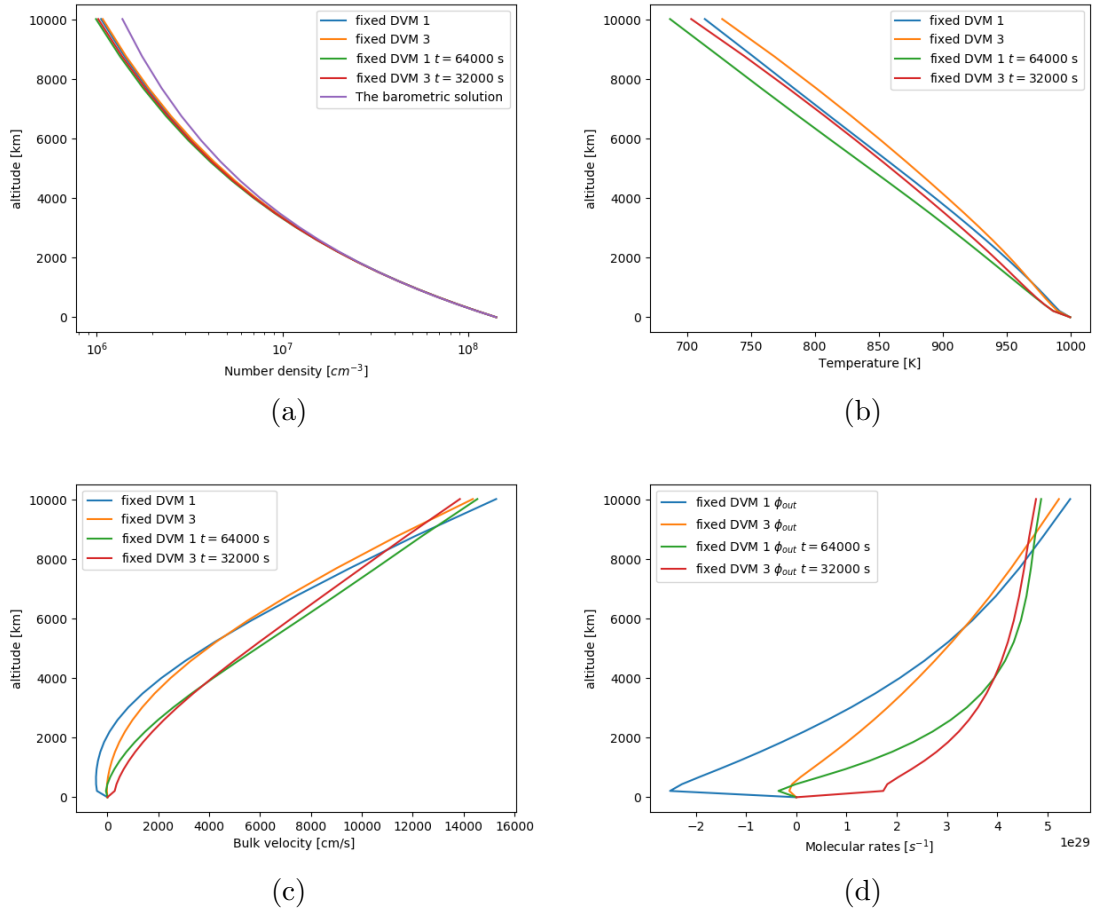 fixed DVM 1
fixed DVM 3
fixed DVM 1 t = 64000 s
fixed DVM 3 t = 32000 s
The barometric solution
altitude [km]
10000
8000
6000
4000
2000
0
10⁶
10⁷
10⁸
Number density [cm⁻³]
(a)
fixed DVM 1
fixed DVM 3
fixed DVM 1 t = 64000 s
fixed DVM 3 t = 32000 s
altitude [km]
10000
8000
6000
4000
2000
0
700 750 800 850 900 950 1000
Temperature [K]
(b)
fixed DVM 1
fixed DVM 3
fixed DVM 1 t = 64000 s
fixed DVM 3 t = 32000 s
altitude [km]
10000
8000
6000
4000
2000
0
0 2000 4000 6000 8000 10000 12000 14000 16000
Bulk velocity [cm/s]
(c)
fixed DVM 1 ϕ_out
fixed DVM 3 ϕ_out
fixed DVM 1 ϕ_out t = 64000 s
fixed DVM 3 ϕ_out t = 32000 s
altitude [km]
10000
8000
6000
4000
2000
0
−2 −1 0 1 2 3 4 5
1e29
Molecular rates [s⁻¹]
(d)